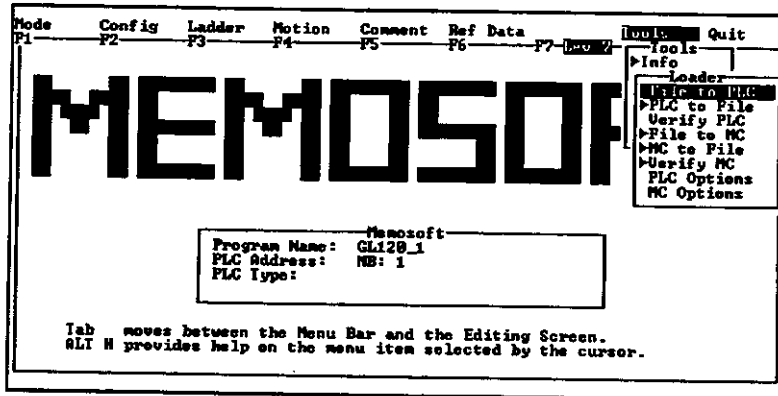 Mode Config Ladder Motion Comment Ref Data Tools Quit
F1 F2 F3 F4 F5 F6 F7-Lev 7
Tools
▶Info
Loader
File to PLC
▶PLC to File
Verify PLC
▶File to MC
▶MC to File
▶Verify MC
PLC Options
MC Options
MEMOSOF
Memosoft
Program Name: GL120_1
PLC Address: MB: 1
PLC Type:
Tab moves between the Menu Bar and the Editing Screen.
ALT H provides help on the menu item selected by the cursor.